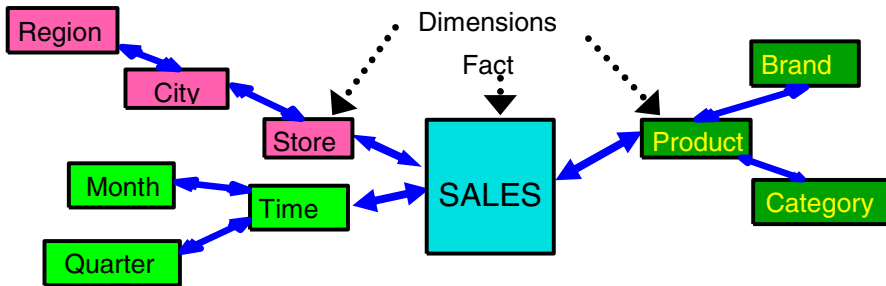 Region
Dimensions
Brand
Fact
City
Store
Product
Month
SALES
Time
Category
Quarter